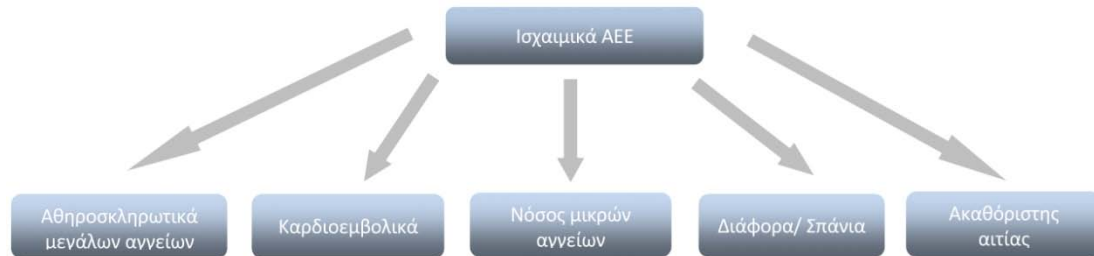 Ισχαιμικά ΑΕΕ
Αθηροσκληρωτικά
μεγάλων αγγείων
Καρδιοεμβολικά
Νόσος μικρών
αγγείων
Διάφορα/ Σπάνια
Ακαθόριστης
αιτίας